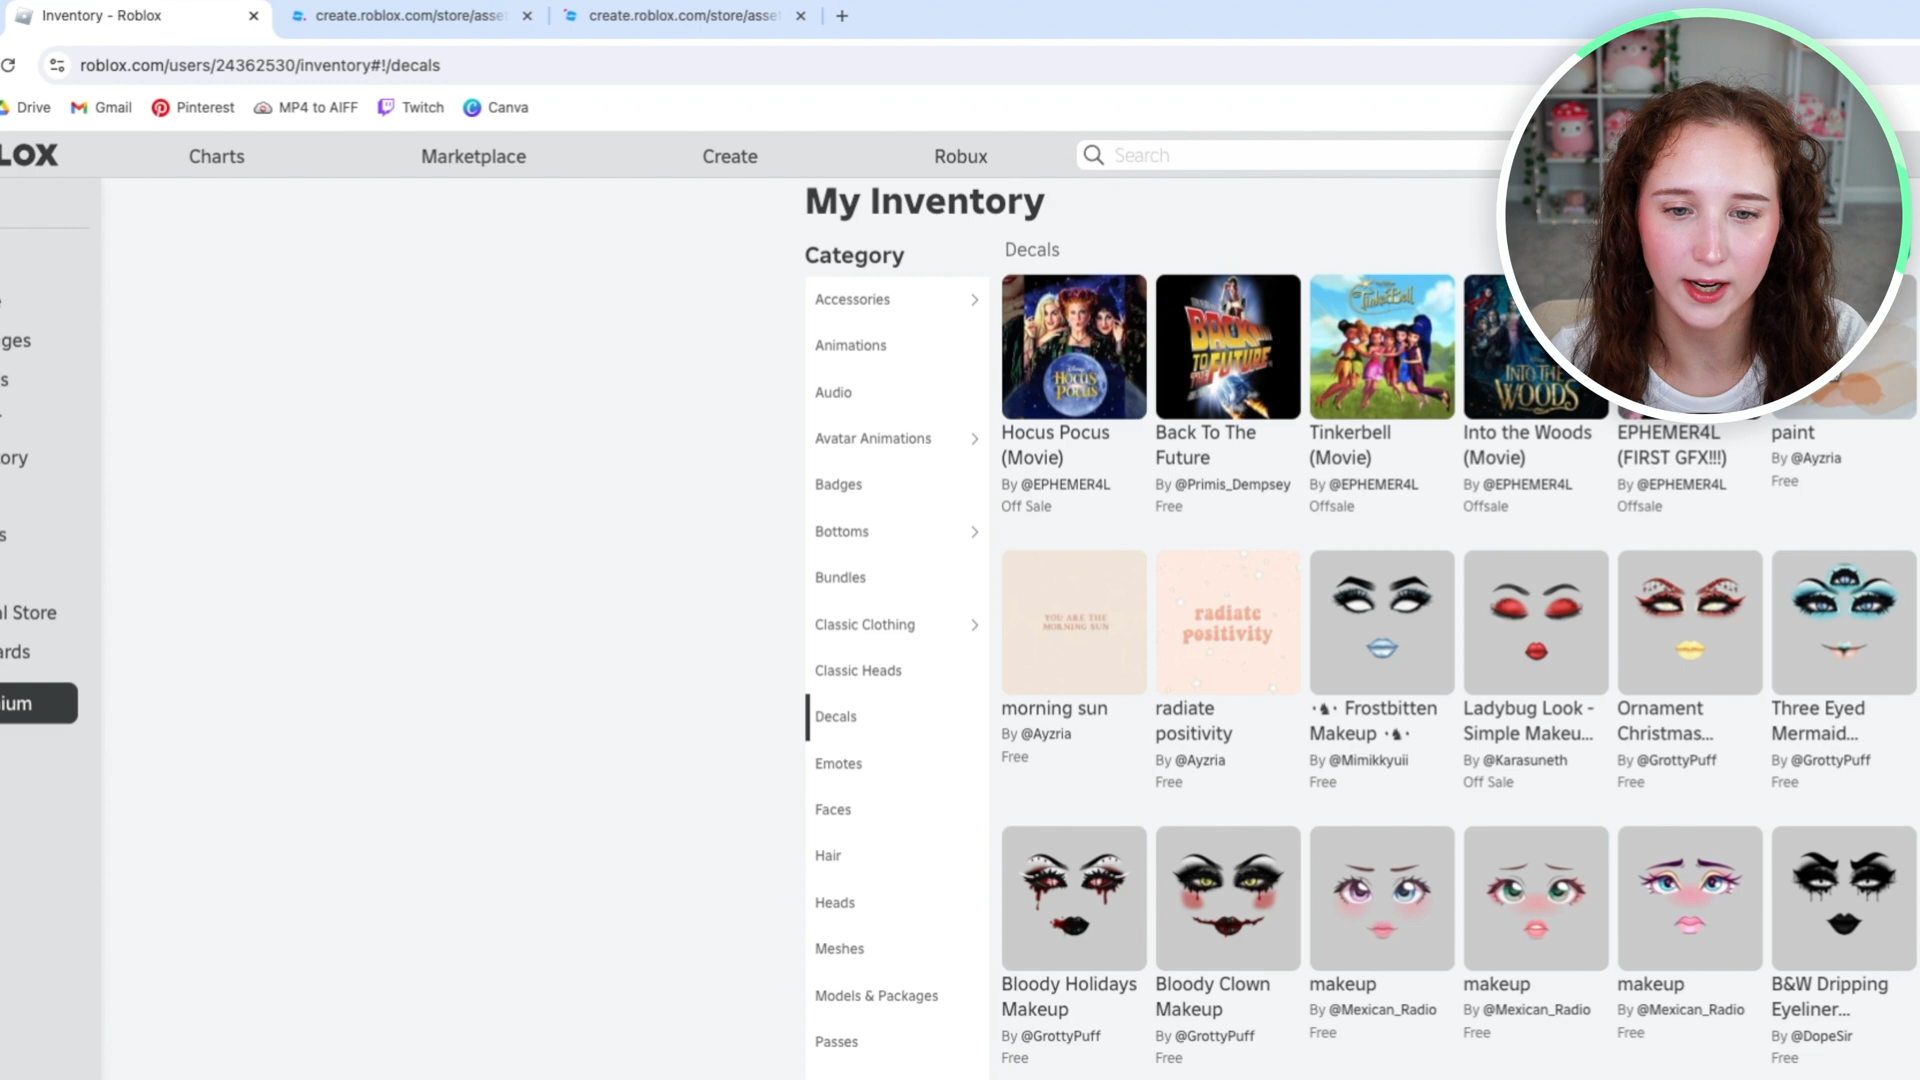 Inventory - Roblox
create.roblox.com/store/asse
create.roblox.com/store/asse
roblox.com/users/24362530/inventory#!/decals
Drive
Gmail
Pinterest
MP4 to AIFF
Twitch
Canva
LOX
Charts
Marketplace
Create
Robux
Search
ges
s
ory
s
l Store
ards
ium
My Inventory
Category
Accessories
Animations
Audio
Avatar Animations
Badges
Bottoms
Bundles
Classic Clothing
Classic Heads
Decals
Emotes
Faces
Hair
Heads
Meshes
Models & Packages
Passes
Decals
HOCUS
POCUS
BACK
TO
FUTURE
TinkerBell
INTO THE
WOODS
Hocus Pocus
(Movie)
By @EPHEMER4L
Off Sale
Back To The
Future
By @Primis_Dempsey
Free
Tinkerbell
(Movie)
By @EPHEMER4L
Offsale
Into the Woods
(Movie)
By @EPHEMER4L
Offsale
EPHEMER4L
(FIRST GFX!!!)
By @EPHEMER4L
Offsale
paint
By @Ayzria
Free
YOU ARE THE
MORNING SUN
radiate
positivity
morning sun
By @Ayzria
Free
radiate
positivity
By @Ayzria
Free
･♞･ Frostbitten
Makeup ･♞･
By @Mimikkyuii
Free
Ladybug Look -
Simple Makeu...
By @Karasuneth
Off Sale
Ornament
Christmas...
By @GrottyPuff
Free
Three Eyed
Mermaid...
By @GrottyPuff
Free
Bloody Holidays
Makeup
By @GrottyPuff
Free
Bloody Clown
Makeup
By @GrottyPuff
Free
makeup
By @Mexican_Radio
Free
makeup
By @Mexican_Radio
Free
makeup
By @Mexican_Radio
Free
B&W Dripping
Eyeliner...
By @DopeSir
Free